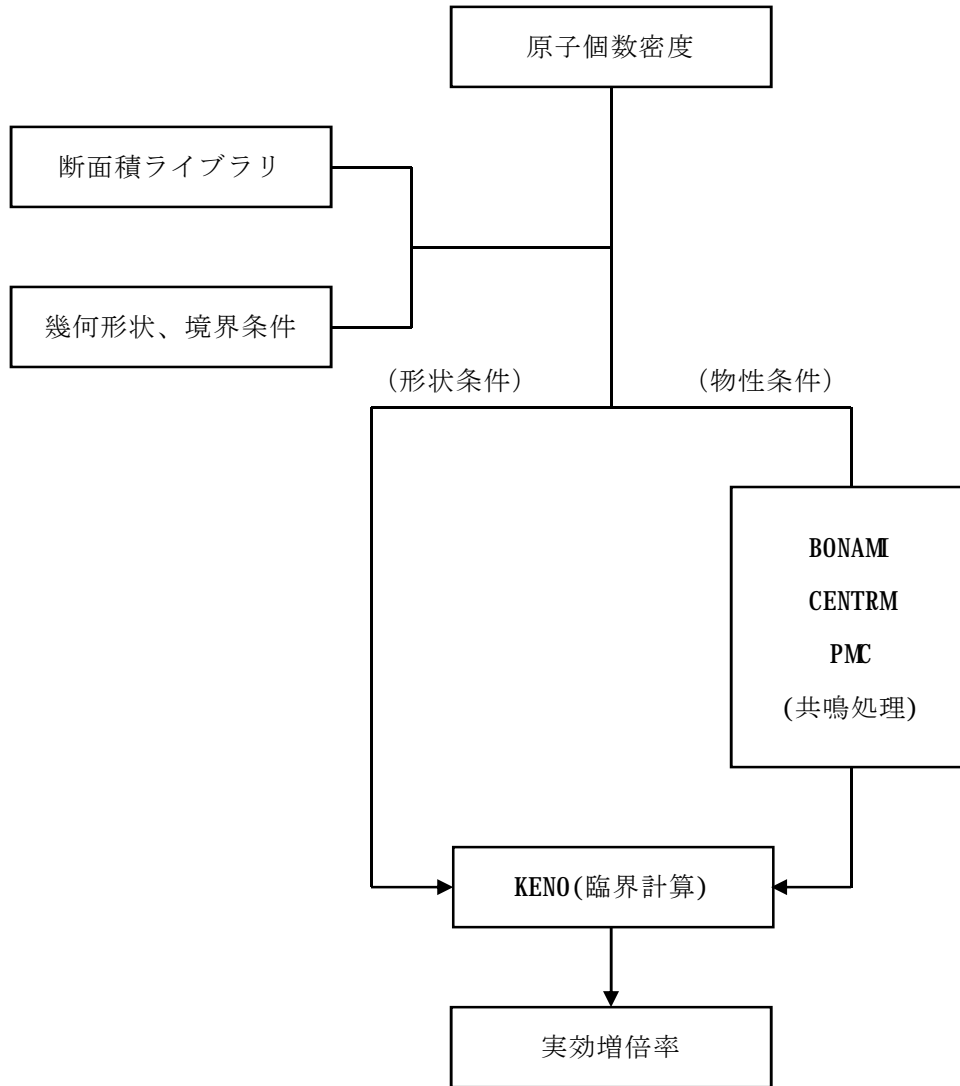 原子個数密度
断面積ライブラリ
幾何形状、境界条件
(形状条件)
(物性条件)
BONAMI
CENTRM
PMC
(共鳴処理)
KENO(臨界計算)
実効増倍率